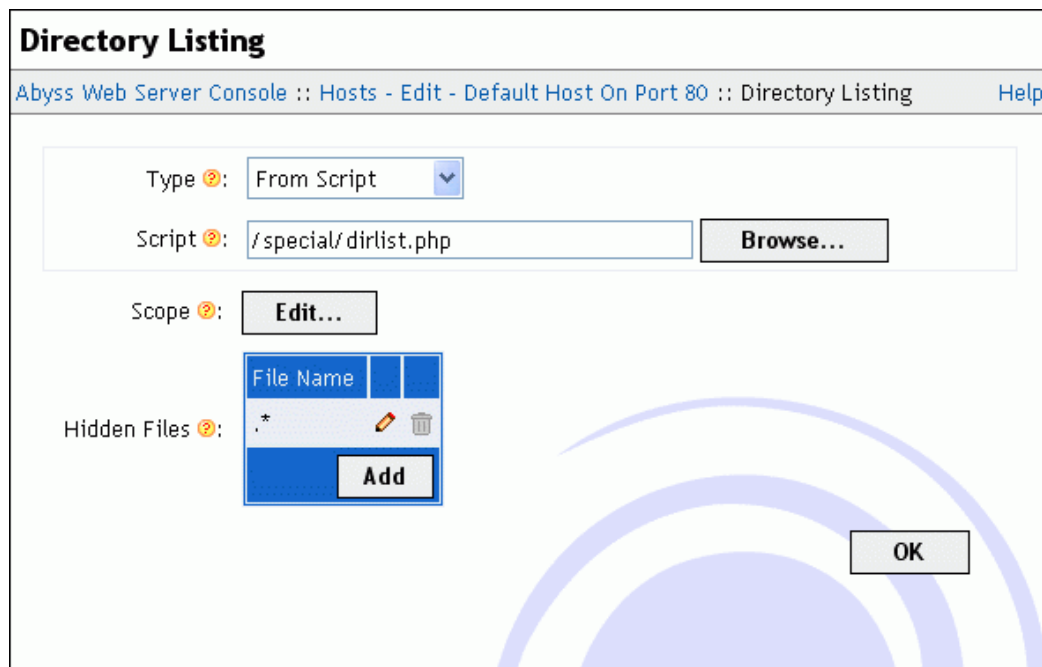 Directory Listing
Abyss Web Server Console :: Hosts - Edit - Default Host On Port 80 :: Directory Listing Help
Type ?: From Script
Script ?: /special/dirlist.php Browse...
Scope ?: Edit...
File Name
Hidden Files ?: .*
Add
OK